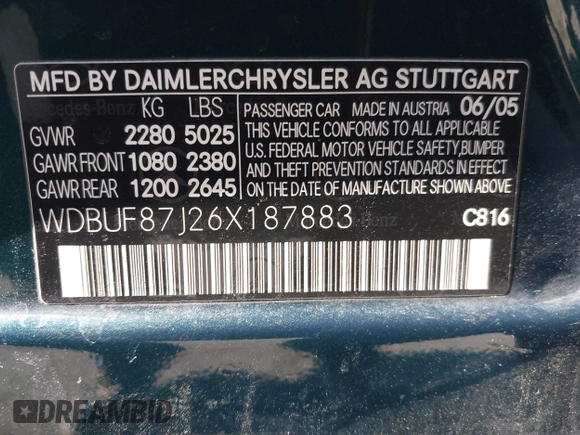 MFD BY DAIMLERCHRYSLER AG STUTTGART
KG LBS
GVWR 2280 5025
GAWR FRONT 1080 2380
GAWR REAR 1200 2645
PASSENGER CAR MADE IN AUSTRIA 06/05
THIS VEHICLE CONFORMS TO ALL APPLICABLE
U.S. FEDERAL MOTOR VEHICLE SAFETY, BUMPER
AND THEFT PREVENTION STANDARDS IN EFFECT
ON THE DATE OF MANUFACTURE SHOWN ABOVE.
WDBUF87J26X187883 C816
DREAMBID